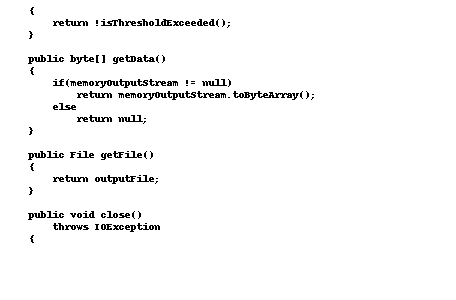 {
return !isThresholdExceeded();
}
public byte[] getData()
{
if(memoryOutputStream != null)
return memoryOutputStream.toByteArray();
else
return null;
}
public File getFile()
{
return outputFile;
}
public void close()
throws IOException
{